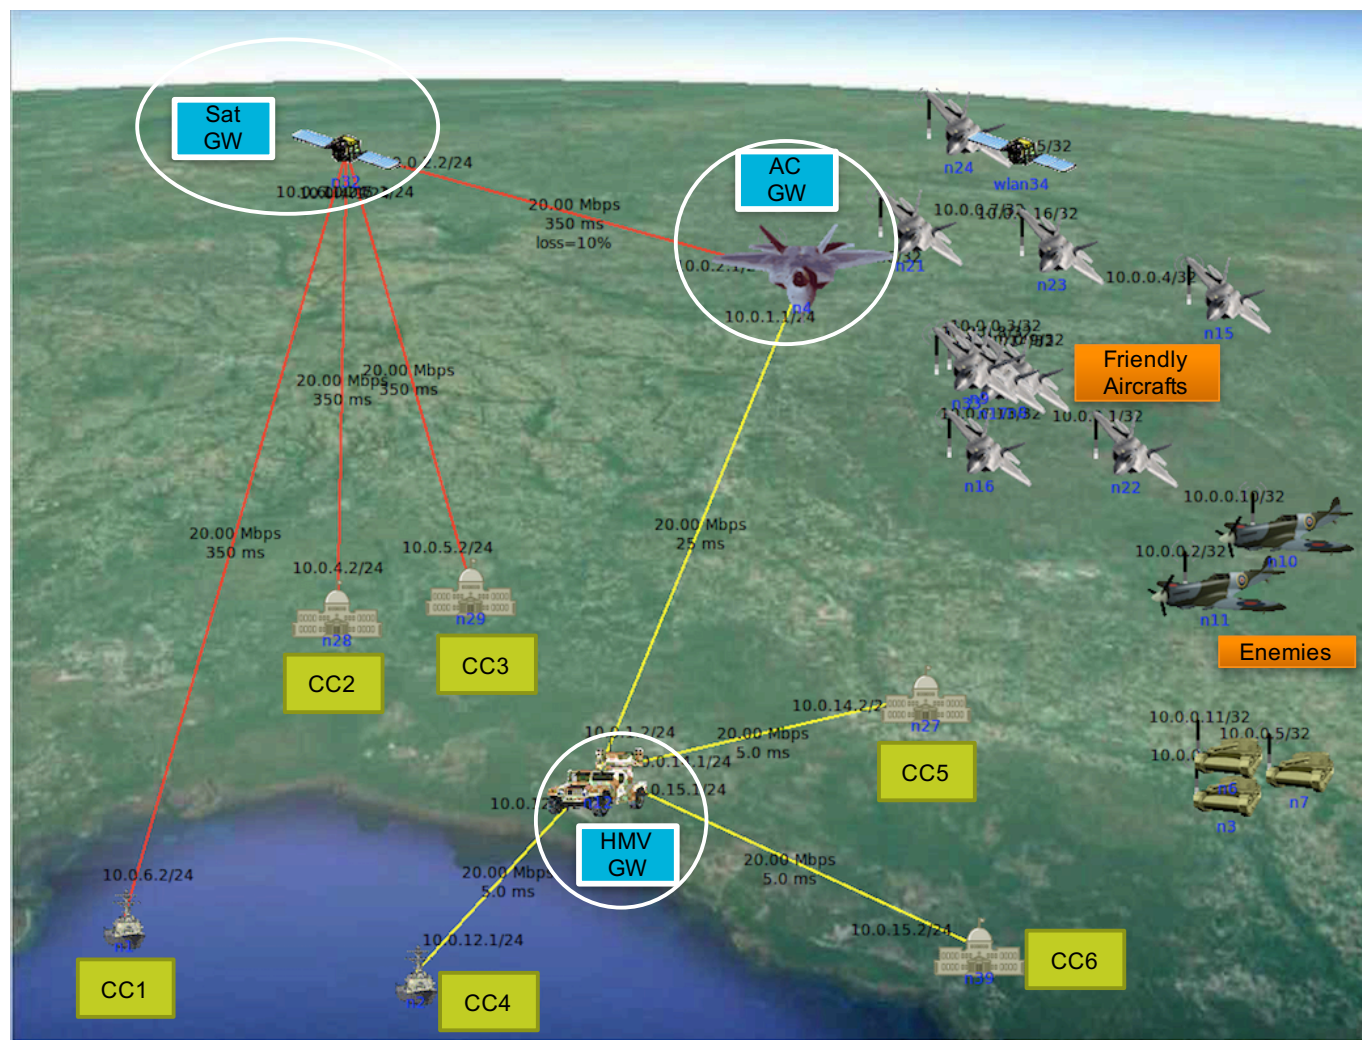 Sat
GW
AC
GW
n24
wlan34
n32
20.00 Mbps
350 ms
loss=10%
n21
n23
10.0.0.4/32
n15
n4
10.0.1.1/24
Friendly
Aircrafts
20.00 Mbps
350 ms
20.00 Mbps
350 ms
n16
n22
10.0.0.10/32
n10
20.00 Mbps
350 ms
20.00 Mbps
25 ms
10.0.5.2/24
10.0.4.2/24
10.0.0.2/32
n11
n28
n29
CC2
CC3
Enemies
10.0.14.2/2
n27
10.0.1.2/24
20.00 Mbps
5.0 ms
CC5
10.0.0.11/32
10.0.0.5/32
n6
n7
n3
HMV
GW
20.00 Mbps
5.0 ms
20.00 Mbps
5.0 ms
10.0.6.2/24
n1
CC1
10.0.12.1/24
n2
CC4
10.0.15.2/24
n39
CC6